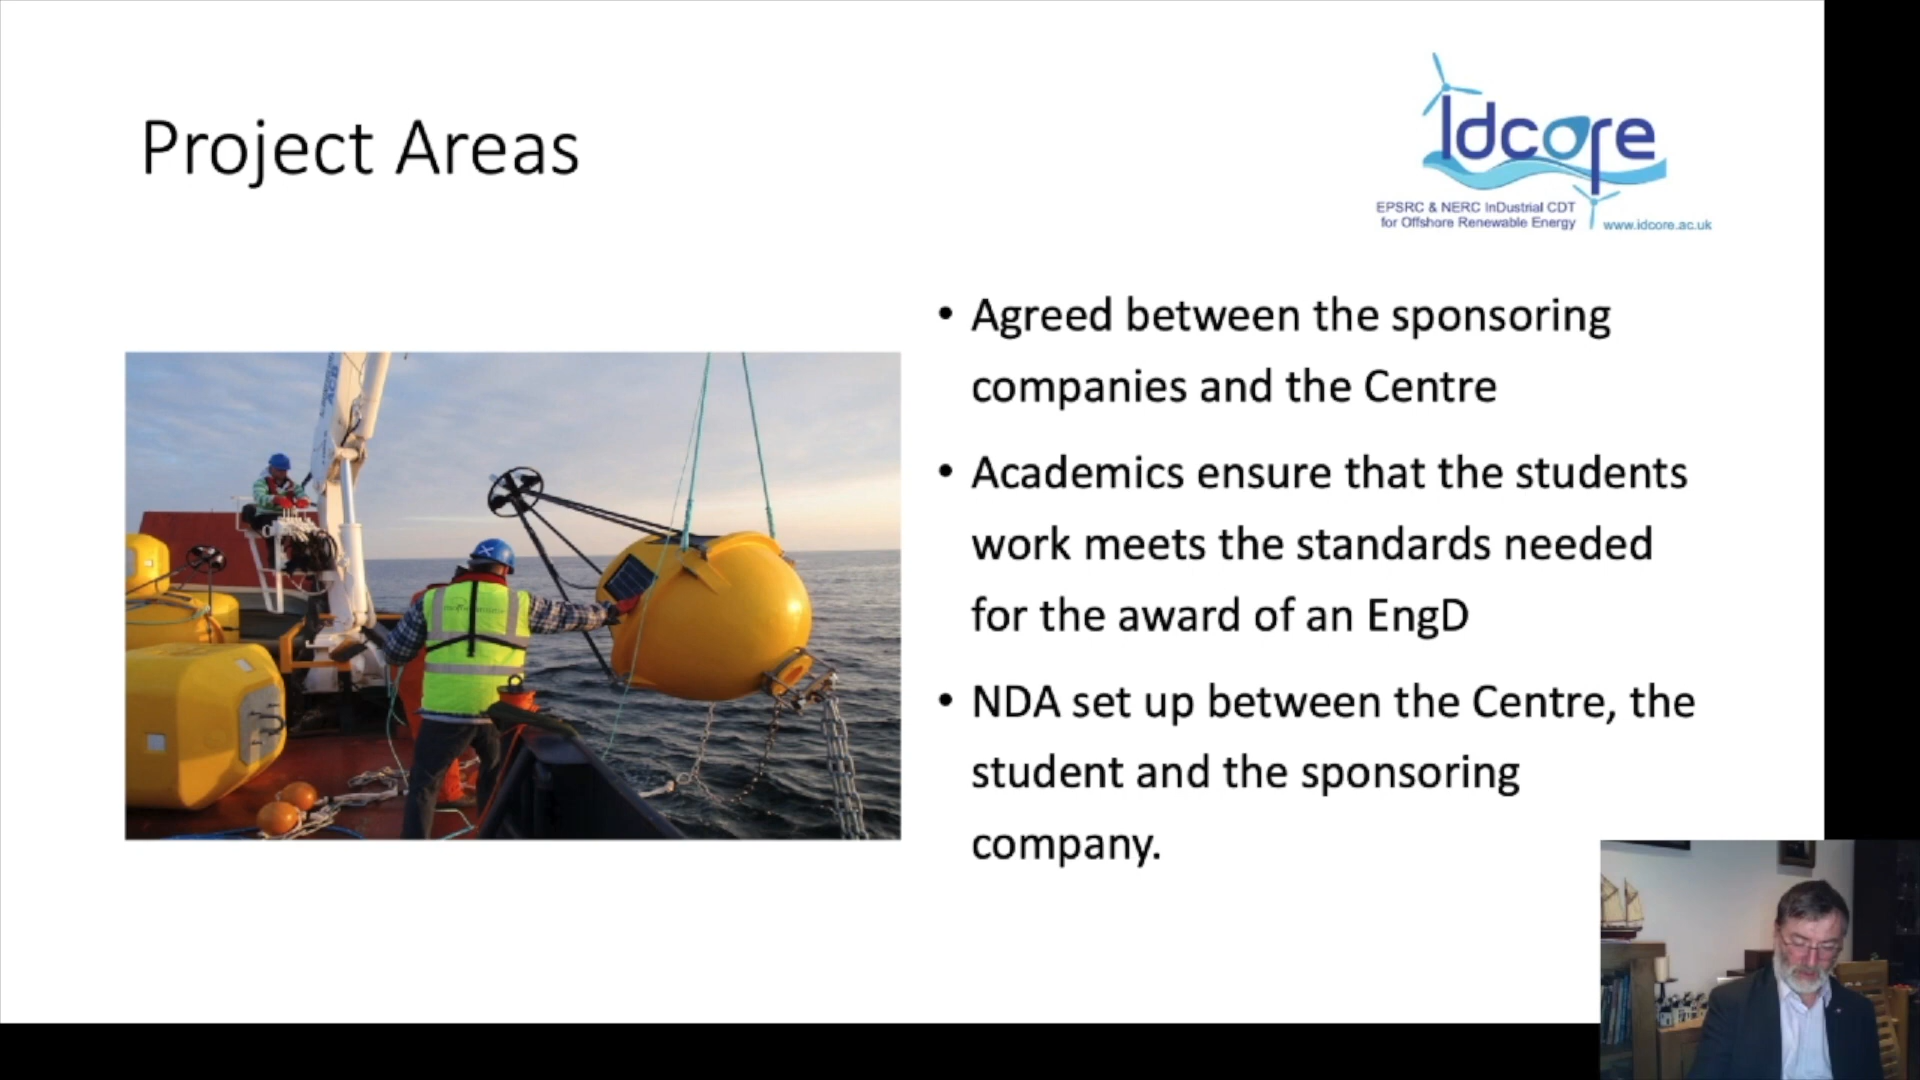 Project Areas
Idcore
EPSRC & NERC InDustrial CDT
for Offshore Renewable Energy
www.idcore.ac.uk
• Agreed between the sponsoring
companies and the Centre
• Academics ensure that the students
work meets the standards needed
for the award of an EngD
• NDA set up between the Centre, the
student and the sponsoring
company.